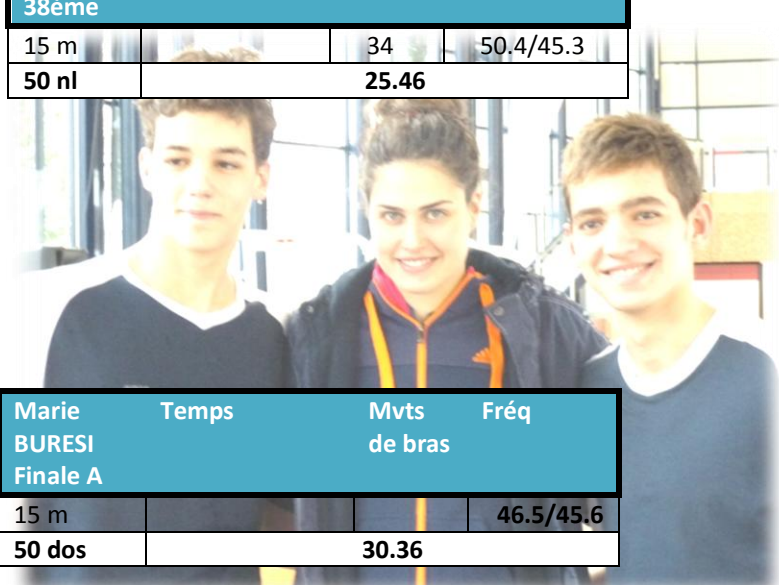 38ème
15 m 34 50.4/45.3
50 nl 25.46
Marie Temps Mvts Fréq
BURESI de bras
Finale A
15 m 46.5/45.6
50 dos 30.36